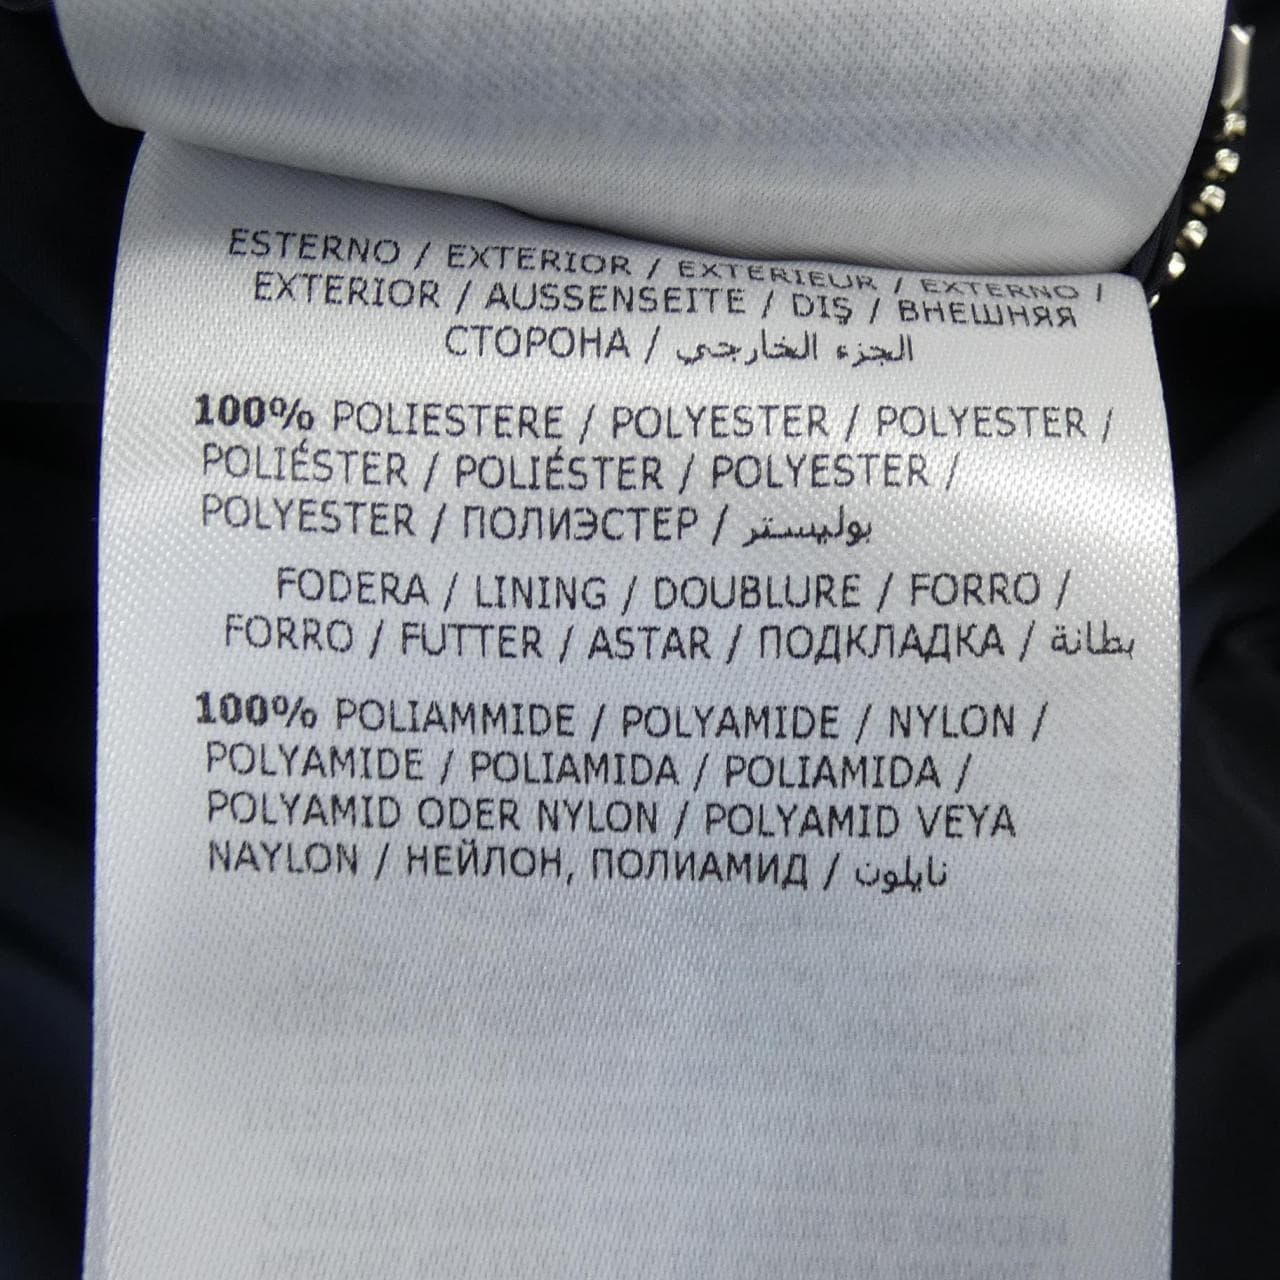 ESTERNO / EXTERIOR / EXTERIEUR / EXTERNO /
EXTERIOR / AUSSENSEITE / DIŞ / ВНЕШНЯЯ
СТОРОНА / الجزء الخارجي
100% POLIESTERE / POLYESTER / POLYESTER /
POLIÉSTER / POLIÉSTER / POLYESTER /
POLYESTER / ПОЛИЭСТЕР / بوليستر
FODERA / LINING / DOUBLURE / FORRO /
FORRO / FUTTER / ASTAR / ПОДКЛАДКА / بطانة
100% POLIAMMIDE / POLYAMIDE / NYLON /
POLYAMIDE / POLIAMIDA / POLIAMIDA /
POLYAMID ODER NYLON / POLYAMID VEYA
NAYLON / НЕЙЛОН, ПОЛИАМИД / نايلون